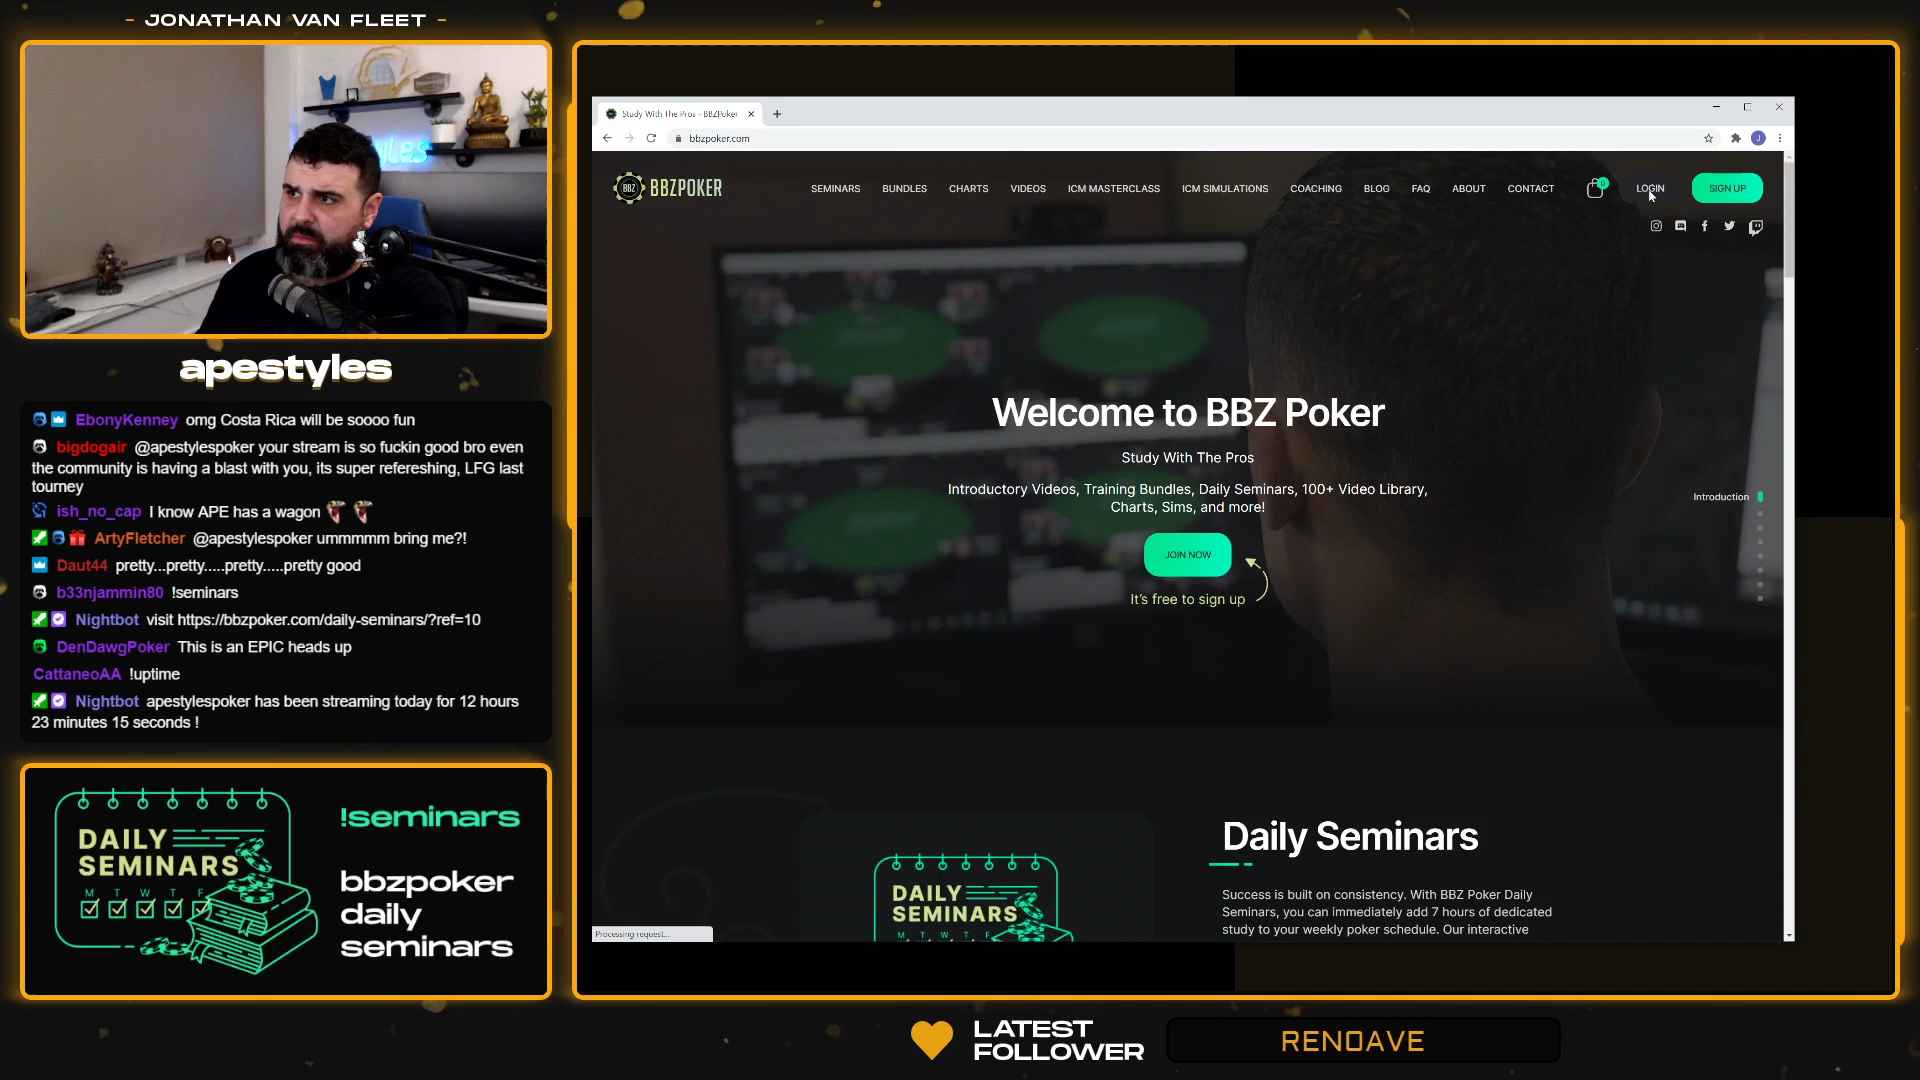 - JONATHAN VAN FLEET -
apestyles
EbonyKenney omg Costa Rica will be soooo fun
bigdogair @apestylespoker your stream is so fuckin good bro even
the community is having a blast with you, its super refereshing, LFG last
tourney
ish_no_cap I know APE has a wagon
ArtyFletcher @apestylespoker ummmmm bring me?!
Daut44 pretty...pretty.....pretty.....pretty good
b33njammin80 !seminars
Nightbot visit https://bbzpoker.com/daily-seminars/?ref=10
DenDawgPoker This is an EPIC heads up
CattaneoAA !uptime
Nightbot apestylespoker has been streaming today for 12 hours
23 minutes 15 seconds !
DAILY
SEMINARS
M T W T F
!seminars
bbzpoker
daily
seminars
Study With The Pros - BBZPoker
bbzpoker.com
J
BBZ BBZPOKER
SEMINARS BUNDLES CHARTS VIDEOS ICM MASTERCLASS ICM SIMULATIONS COACHING BLOG FAQ ABOUT CONTACT 0 LOGIN SIGN UP
Welcome to BBZ Poker
Study With The Pros
Introductory Videos, Training Bundles, Daily Seminars, 100+ Video Library,
Charts, Sims, and more!
Introduction
JOIN NOW
It's free to sign up
DAILY
SEMINARS
M T W T F
Daily Seminars
Success is built on consistency. With BBZ Poker Daily
Seminars, you can immediately add 7 hours of dedicated
study to your weekly poker schedule. Our interactive
Processing request...
LATEST
FOLLOWER
RENOAVE